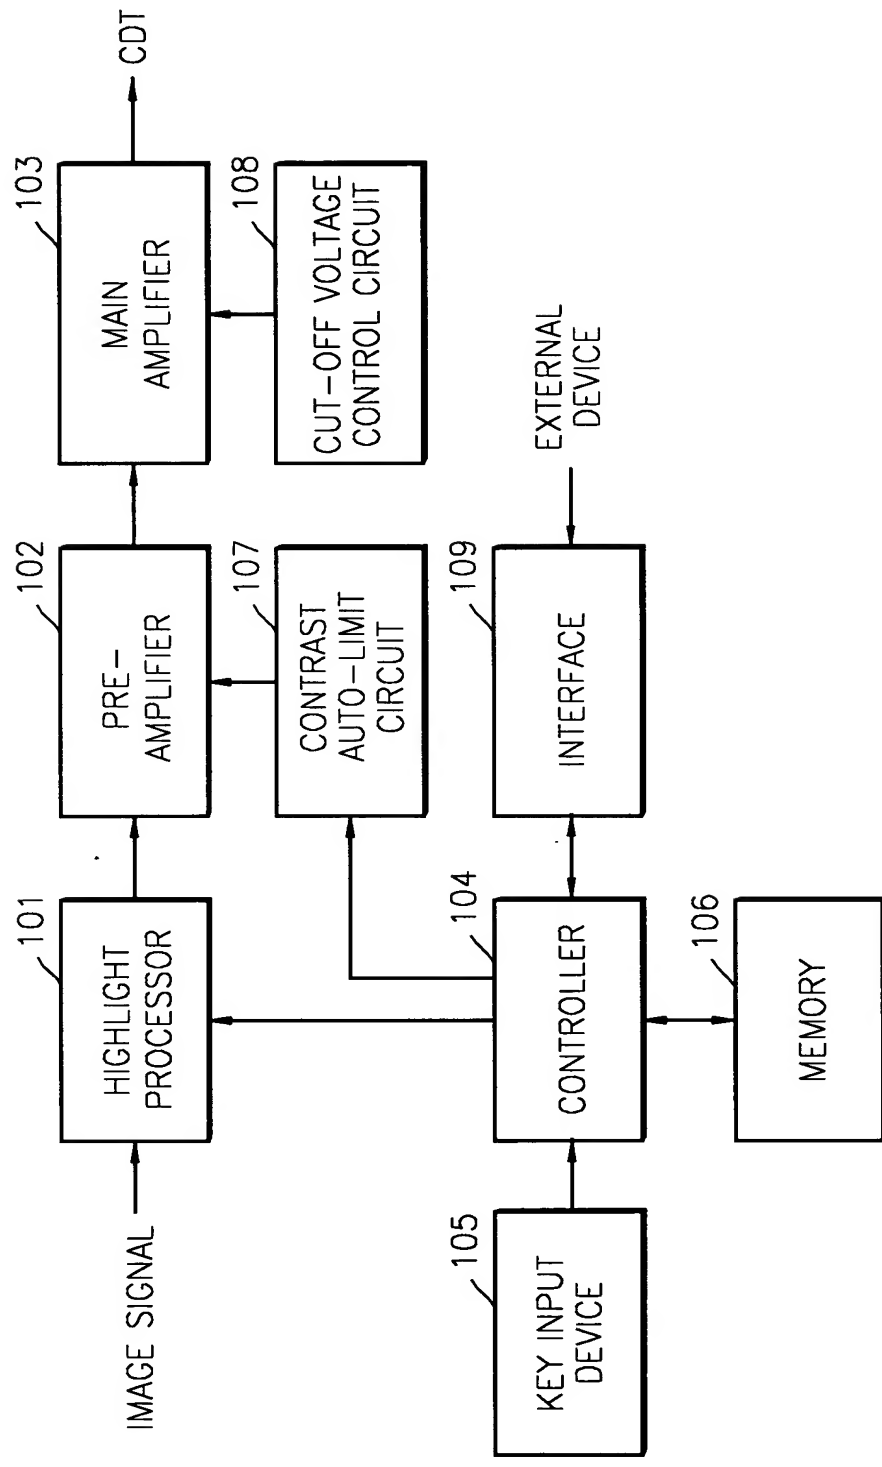 IMAGE SIGNAL
101
HIGHLIGHT
PROCESSOR
102
PRE-
AMPLIFIER
103
MAIN
AMPLIFIER
CDT
107
CONTRAST
AUTO-LIMIT
CIRCUIT
108
CUT-OFF VOLTAGE
CONTROL CIRCUIT
105
KEY INPUT
DEVICE
104
CONTROLLER
109
INTERFACE
EXTERNAL
DEVICE
106
MEMORY